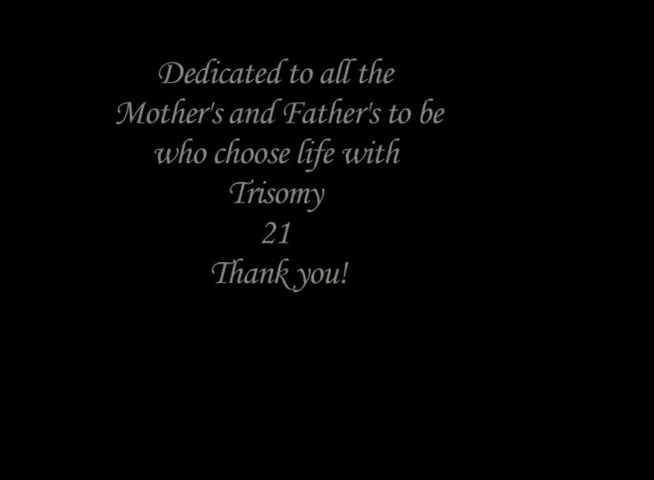 Dedicated to all the
Mother's and Father's to be
who choose life with
Trisomy
21
Thank you!